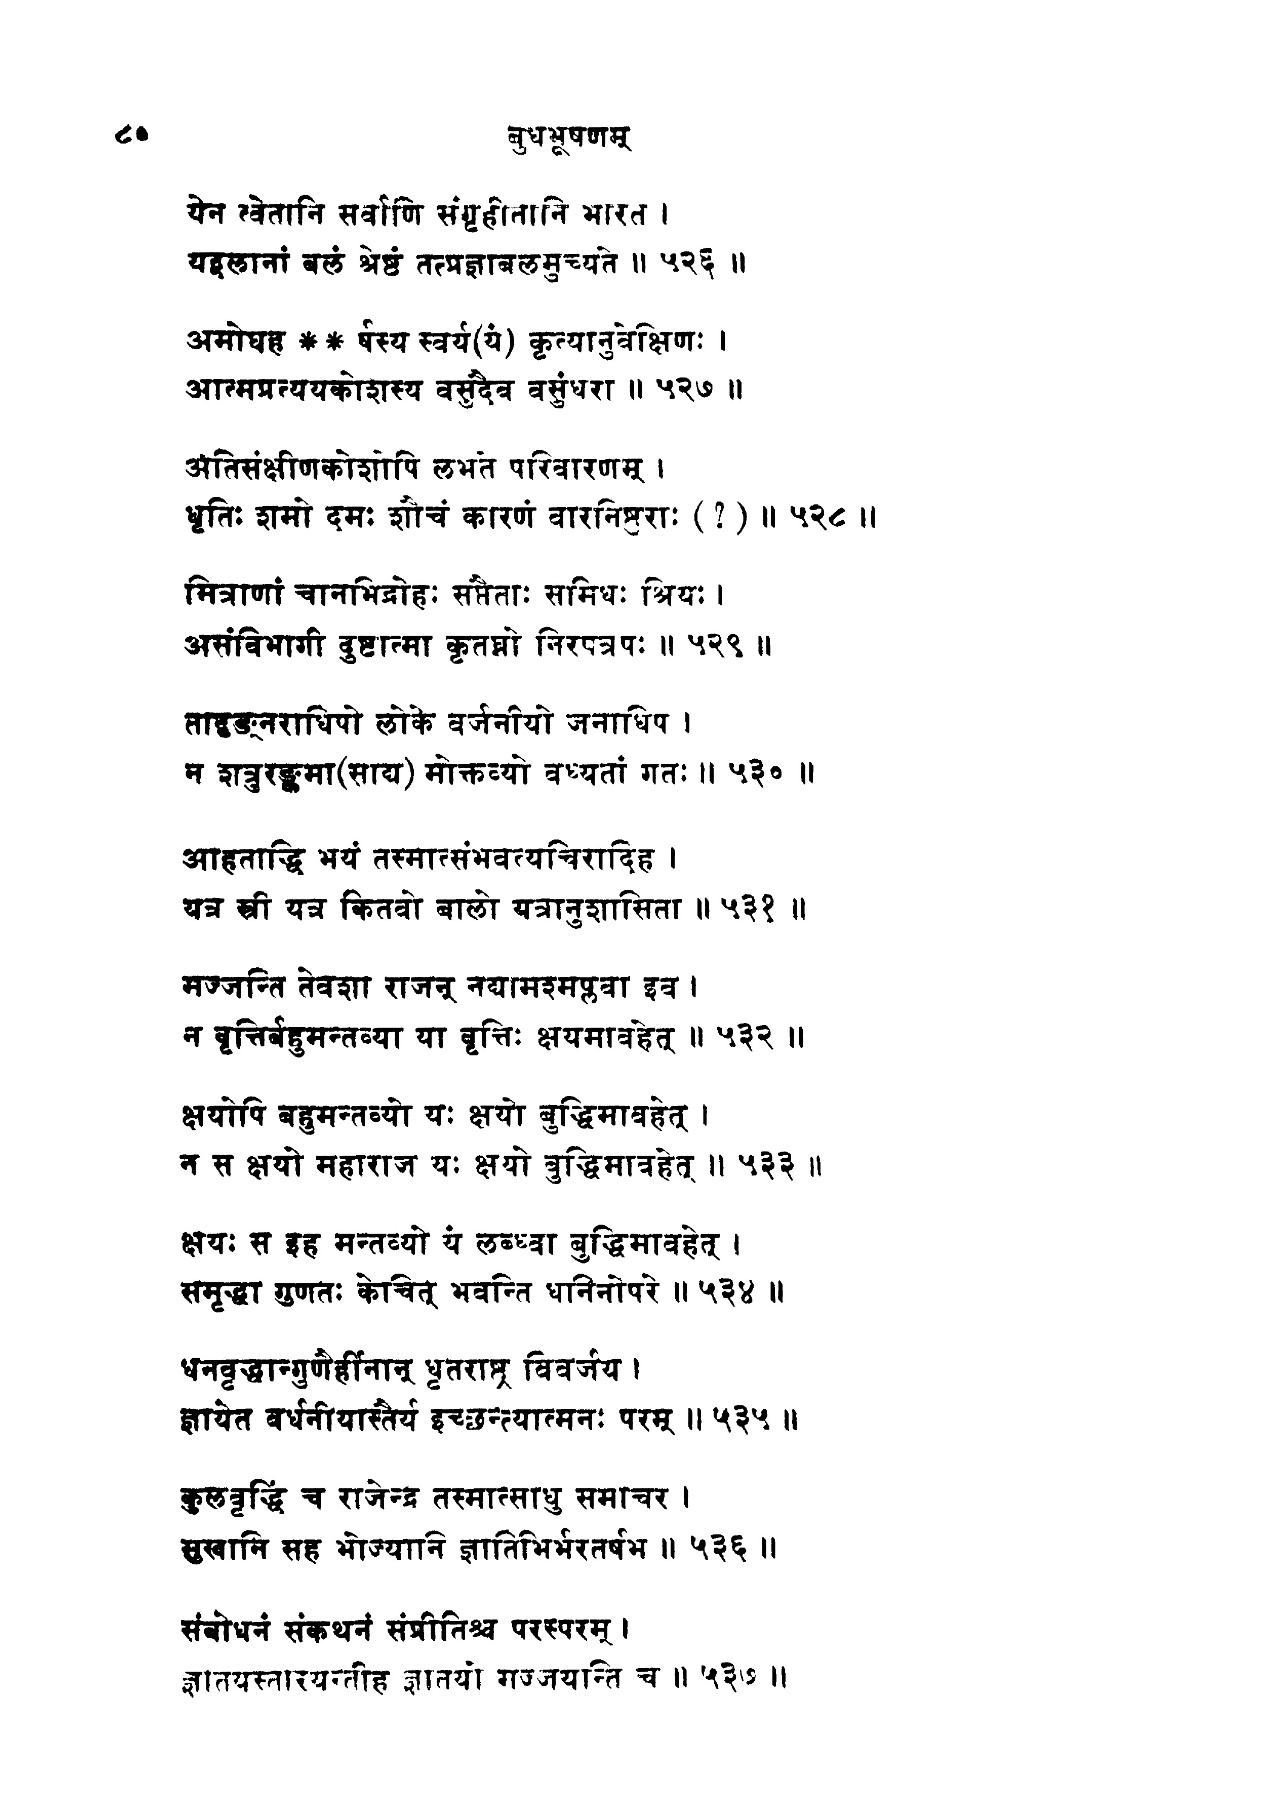 ८० बुधभूषणम्
येन त्वेतानि सर्वाणि संगृहीतानि भारत ।
यद्बलानां बलं श्रेष्ठं तत्प्रज्ञाबलमुच्यते ॥ ५२६ ॥
अमोघह ** र्षस्य स्वर्य(यं) कृत्यानुवेक्षिणः ।
आत्मप्रत्ययकोशस्य वसुदैव वसुंधरा ॥ ५२७ ॥
अतिसंक्षीणकोशोपि लभते परिवारणम् ।
धृतिः शमो दमः शौचं कारणं वारनिष्ठुराः (?) ॥ ५२८ ॥
मित्राणां चानभिद्रोहः सप्तैताः समिधः श्रियः ।
असंविभागी दुष्टात्मा कृतघ्नो निरपत्रपः ॥ ५२९ ॥
तादृङ्नराधिपो लोके वर्जनीयो जनाधिप ।
न शत्रुरङ्कमा(साद्य) मोक्तव्यो वध्यतां गतः ॥ ५३० ॥
आहताद्धि भयं तस्मात्संभवत्यचिरादिह ।
यत्र स्त्री यत्र कितवो बालो यत्रानुशासिता ॥ ५३१ ॥
मज्जन्ति तेवशा राजन् नद्यामश्मप्लवा इव ।
न वृत्तिर्बहुमन्तव्या या वृत्तिः क्षयमावहेत् ॥ ५३२ ॥
क्षयोपि बहुमन्तव्यो यः क्षयो बुद्धिमावहेत् ।
न स क्षयो महाराज यः क्षयो बुद्धिमावहेत् ॥ ५३३ ॥
क्षयः स इह मन्तव्यो यं लब्ध्वा बुद्धिमावहेत् ।
समृद्धा गुणतः केचित् भवन्ति धनिनोपरे ॥ ५३४ ॥
धनवृद्धान्गुणैर्हीनान् धृतराष्ट्र विवर्जय ।
ज्ञायेत वर्धनीयास्तैर्य इच्छन्त्यात्मनः परम् ॥ ५३५ ॥
कुलवृद्धिं च राजेन्द्र तस्मात्साधु समाचर ।
सुखानि सह भोज्यानि ज्ञातिभिर्भरतर्षभ ॥ ५३६ ॥
संबोधनं संकथनं संप्रीतिश्च परस्परम् ।
ज्ञातयस्तारयन्तीह ज्ञातयो गज्जयान्ति च ॥ ५३७ ॥